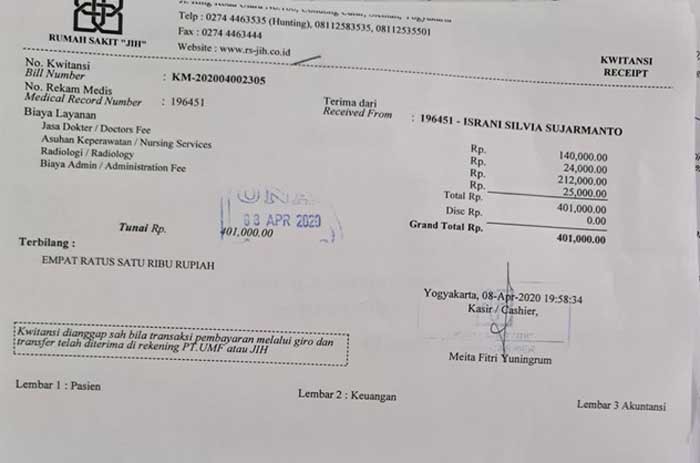 RUMAH SAKIT "JIH"
Telp : 0274 4463535 (Hunting), 08112583535, 08112535501
Fax : 0274 4463444
Website : www.rs-jih.co.id
KWITANSI
RECEIPT
No. Kwitansi
Bill Number : KM-202004002305
No. Rekam Medis
Medical Record Number : 196451
Terima dari
Received From : 196451 - ISRANI SILVIA SUJARMANTO
Biaya Layanan
Jasa Dokter / Doctors Fee Rp. 140,000.00
Asuhan Keperawatan / Nursing Services Rp. 24,000.00
Radiologi / Radiology Rp. 212,000.00
Biaya Admin / Administration Fee Rp. 25,000.00
Total Rp. 401,000.00
Disc Rp. 0.00
Grand Total Rp. 401,000.00
Tunai Rp. 401,000.00
08 APR 2020
Terbilang :
EMPAT RATUS SATU RIBU RUPIAH
Yogyakarta, 08-Apr-2020 19:58:34
Kasir / Cashier,
Meita Fitri Yuningrum
Kwitansi dianggap sah bila transaksi pembayaran melalui giro dan
transfer telah diterima di rekening PT.UMF atau JIH
Lembar 1 : Pasien
Lembar 2 : Keuangan
Lembar 3 Akuntansi